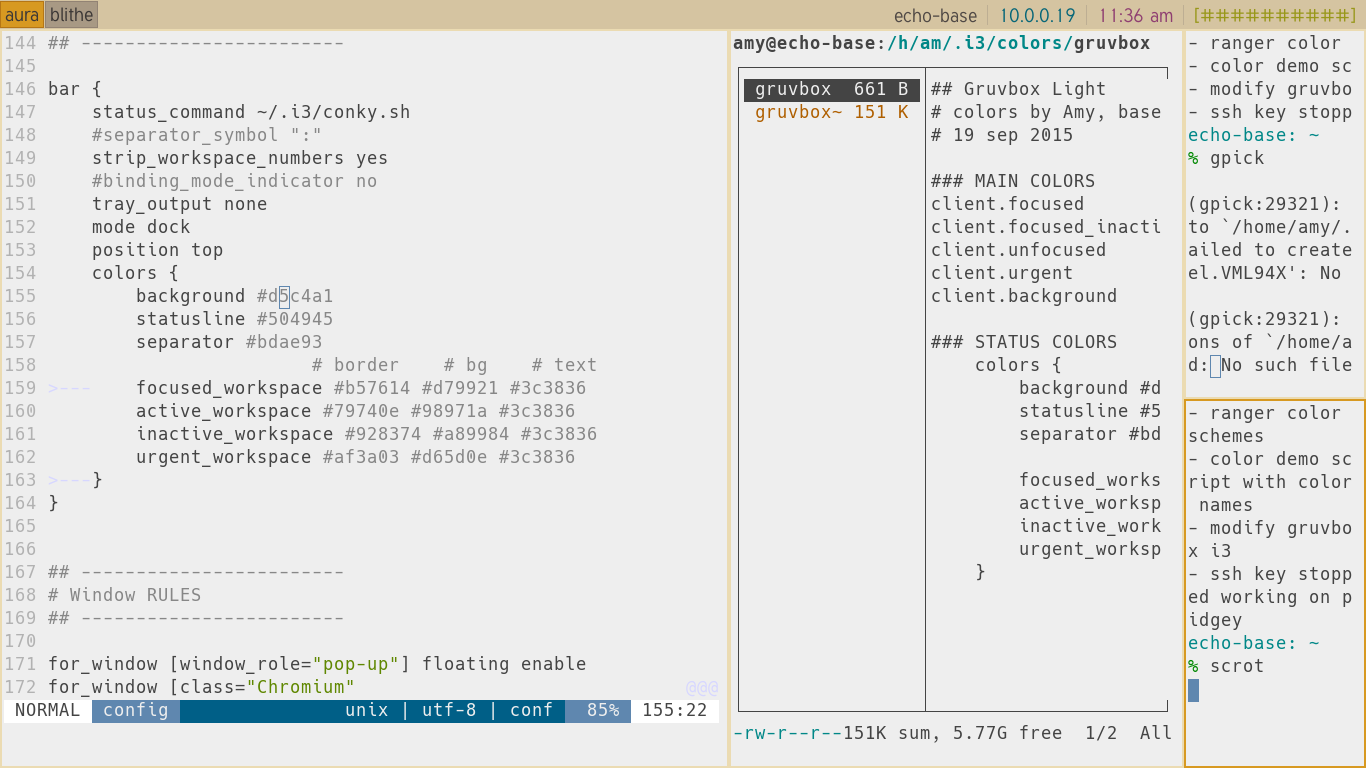 aura blithe
echo-base 10.0.0.19 11:36 am [##########]
144 ## ------------------------
145
146 bar {
147     status_command ~/.i3/conky.sh
148     #separator_symbol ":"
149     strip_workspace_numbers yes
150     #binding_mode_indicator no
151     tray_output none
152     mode dock
153     position top
154     colors {
155         background #d5c4a1
156         statusline #504945
157         separator #bdae93
158                         # border    # bg    # text
159 >---    focused_workspace #b57614 #d79921 #3c3836
160         active_workspace #79740e #98971a #3c3836
161         inactive_workspace #928374 #a89984 #3c3836
162         urgent_workspace #af3a03 #d65d0e #3c3836
163 >---}
164 }
165
166
167 ## ------------------------
168 # Window RULES
169 ## ------------------------
170
171 for_window [window_role="pop-up"] floating enable
172 for_window [class="Chromium" @@@
NORMAL config unix | utf-8 | conf 85% 155:22
amy@echo-base:/h/am/.i3/colors/gruvbox
gruvbox  661 B
gruvbox~ 151 K
## Gruvbox Light
# colors by Amy, base
# 19 sep 2015
### MAIN COLORS
client.focused
client.focused_inacti
client.unfocused
client.urgent
client.background
### STATUS COLORS
    colors {
        background #d
        statusline #5
        separator #bd
        focused_works
        active_worksp
        inactive_work
        urgent_worksp
    }
-rw-r--r--151K sum, 5.77G free  1/2  All
- ranger color
- color demo sc
- modify gruvbo
- ssh key stopp
echo-base: ~
% gpick
(gpick:29321):
to `/home/amy/.
ailed to create
el.VML94X': No
(gpick:29321):
ons of `/home/a
d: No such file
- ranger color
schemes
- color demo sc
ript with color
 names
- modify gruvbo
x i3
- ssh key stopp
ed working on p
idgey
echo-base: ~
% scrot